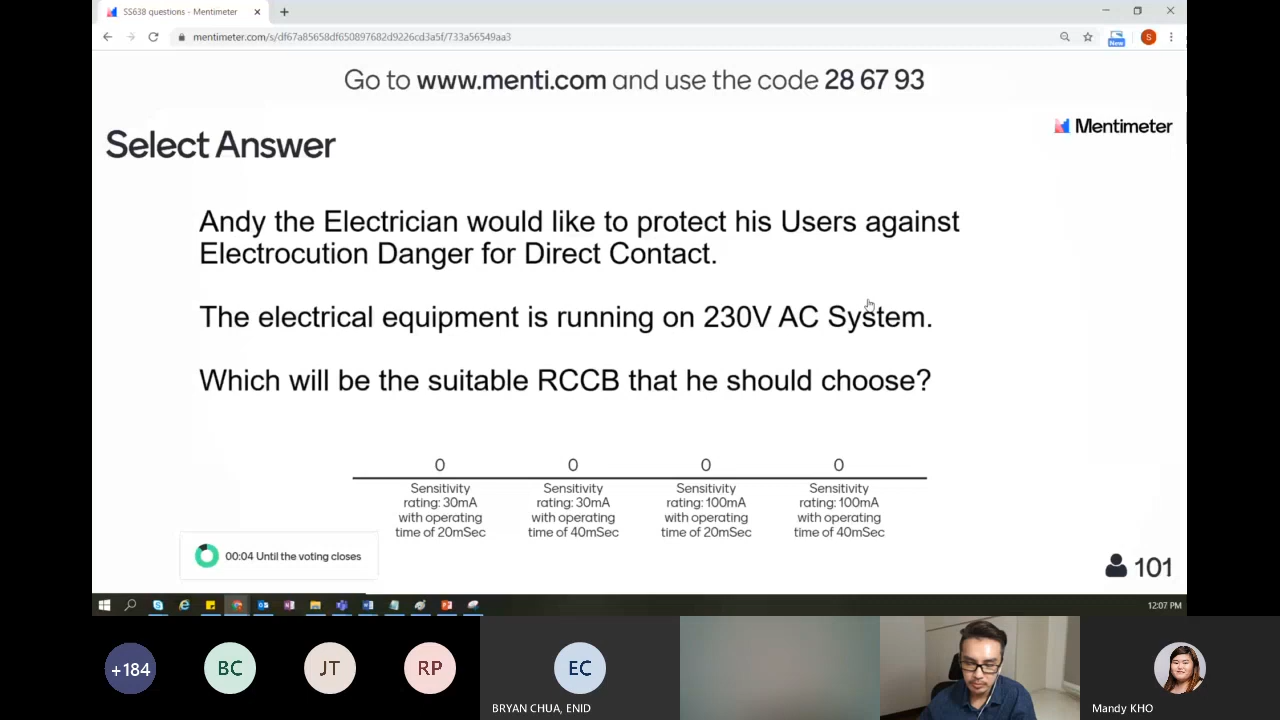 SS638 questions - Mentimeter
mentimeter.com/s/df67a85658df650897682d9226cd3a5f/733a56549aa3
New
S
Go to www.menti.com and use the code 28 67 93
Mentimeter
Select Answer
Andy the Electrician would like to protect his Users against
Electrocution Danger for Direct Contact.
The electrical equipment is running on 230V AC System.
Which will be the suitable RCCB that he should choose?
0 0 0 0
Sensitivity Sensitivity Sensitivity Sensitivity
rating: 30mA rating: 30mA rating: 100mA rating: 100mA
with operating with operating with operating with operating
time of 20mSec time of 40mSec time of 20mSec time of 40mSec
00:04 Until the voting closes
101
12:07 PM
+184
BC
JT
RP
EC
BRYAN CHUA, ENID
Mandy KHO